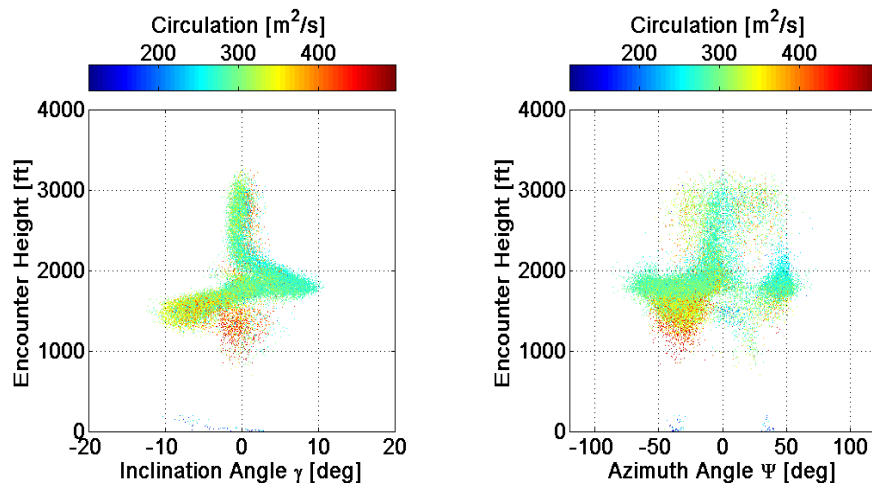 Circulation [m²/s]
200 300 400
4000
3000
2000
1000
0
-20 -10 0 10 20
Encounter Height [ft]
Inclination Angle γ [deg]
Circulation [m²/s]
200 300 400
4000
3000
2000
1000
0
-100 -50 0 50 100
Encounter Height [ft]
Azimuth Angle Ψ [deg]